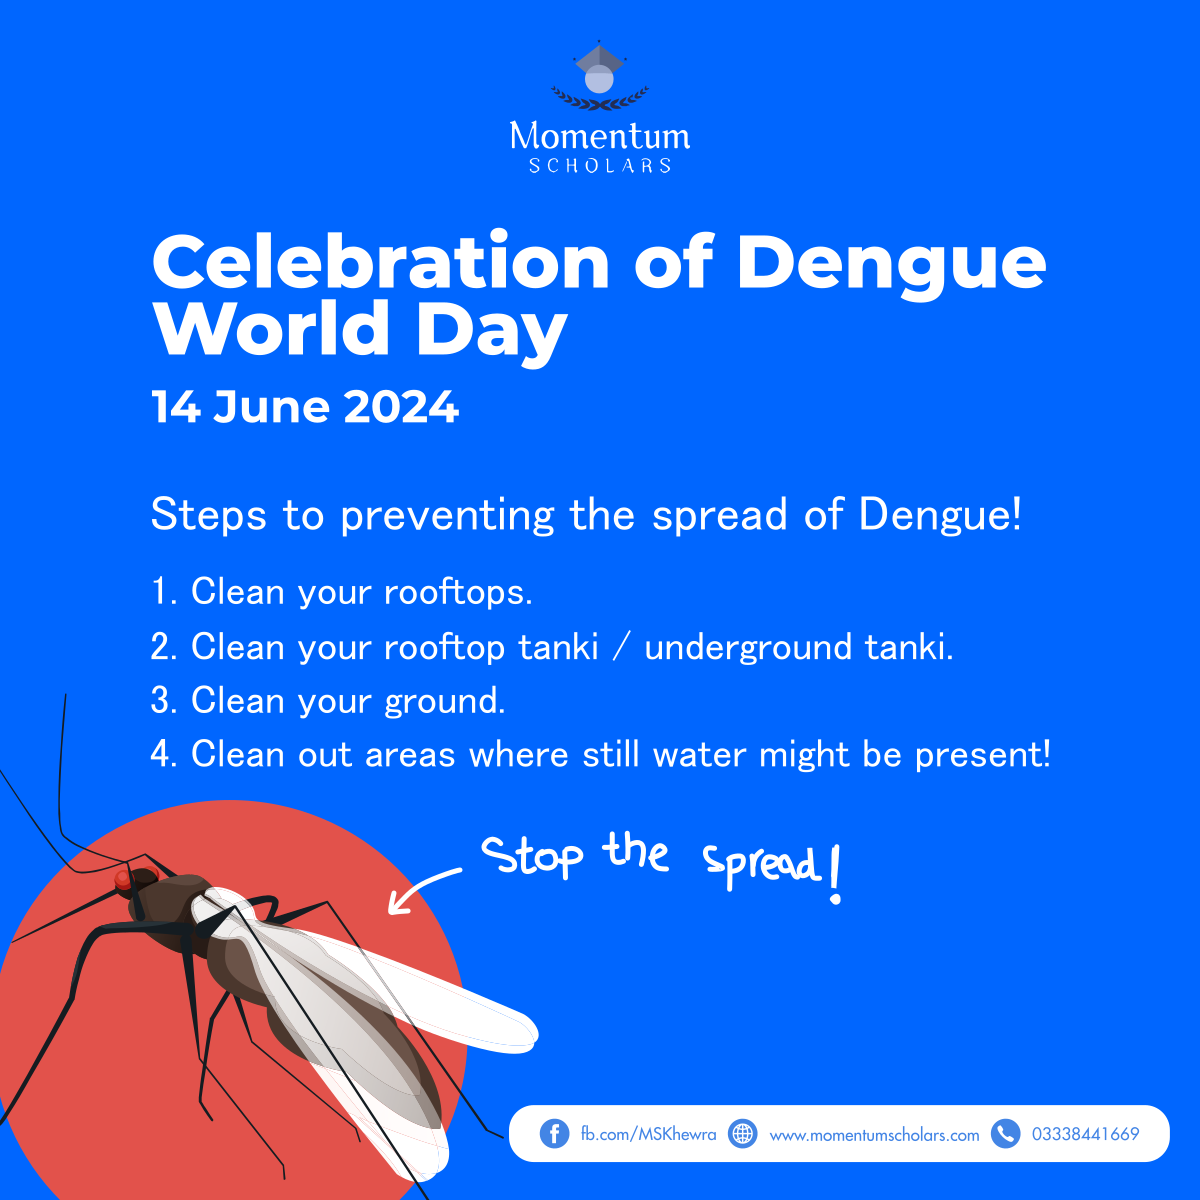 Momentum
SCHOLARS
Celebration of Dengue
World Day
14 June 2024
Steps to preventing the spread of Dengue!
1. Clean your rooftops.
2. Clean your rooftop tanki / underground tanki.
3. Clean your ground.
4. Clean out areas where still water might be present!
Stop the spread!
fb.com/MSKhewra www.momentumscholars.com 03338441669